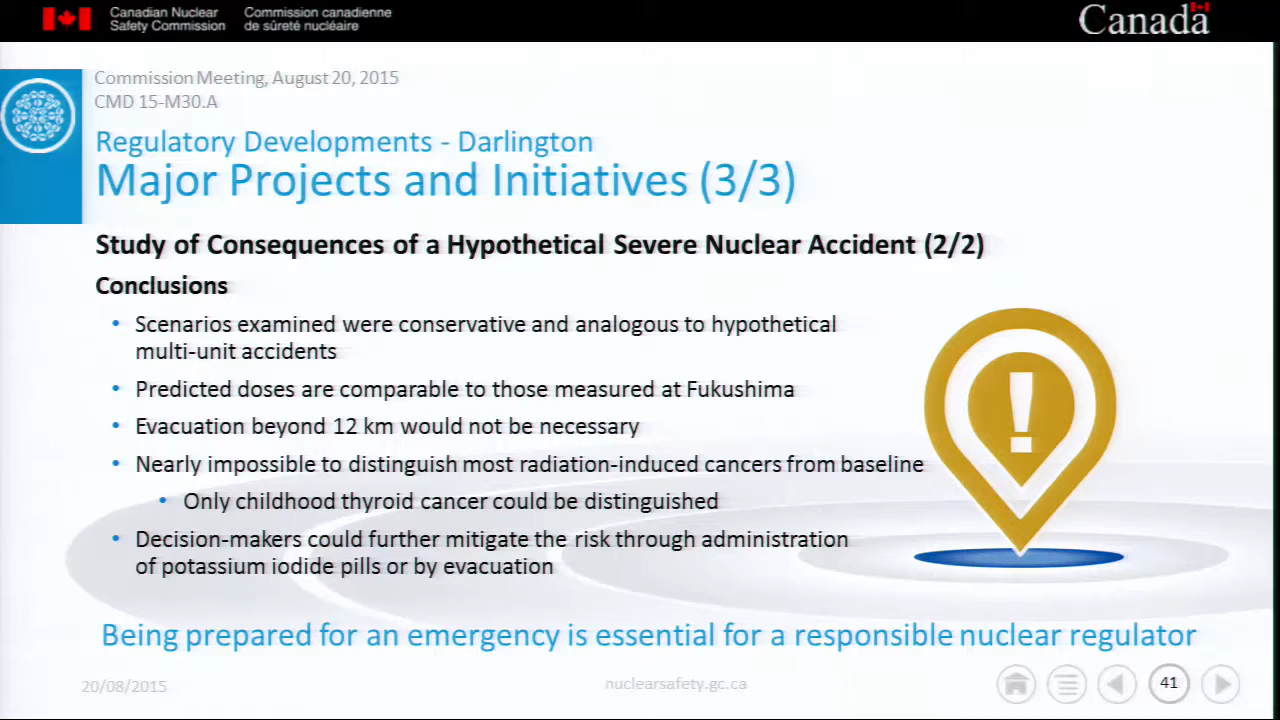 Canadian Nuclear Safety Commission
Commission canadienne de sûreté nucléaire
Canada
Commission Meeting, August 20, 2015
CMD 15-M30.A
Regulatory Developments - Darlington
Major Projects and Initiatives (3/3)
Study of Consequences of a Hypothetical Severe Nuclear Accident (2/2)
Conclusions
• Scenarios examined were conservative and analogous to hypothetical
multi-unit accidents
• Predicted doses are comparable to those measured at Fukushima
• Evacuation beyond 12 km would not be necessary
• Nearly impossible to distinguish most radiation-induced cancers from baseline
• Only childhood thyroid cancer could be distinguished
• Decision-makers could further mitigate the risk through administration
of potassium iodide pills or by evacuation
!
Being prepared for an emergency is essential for a responsible nuclear regulator
20/08/2015
nuclearsafety.gc.ca
41